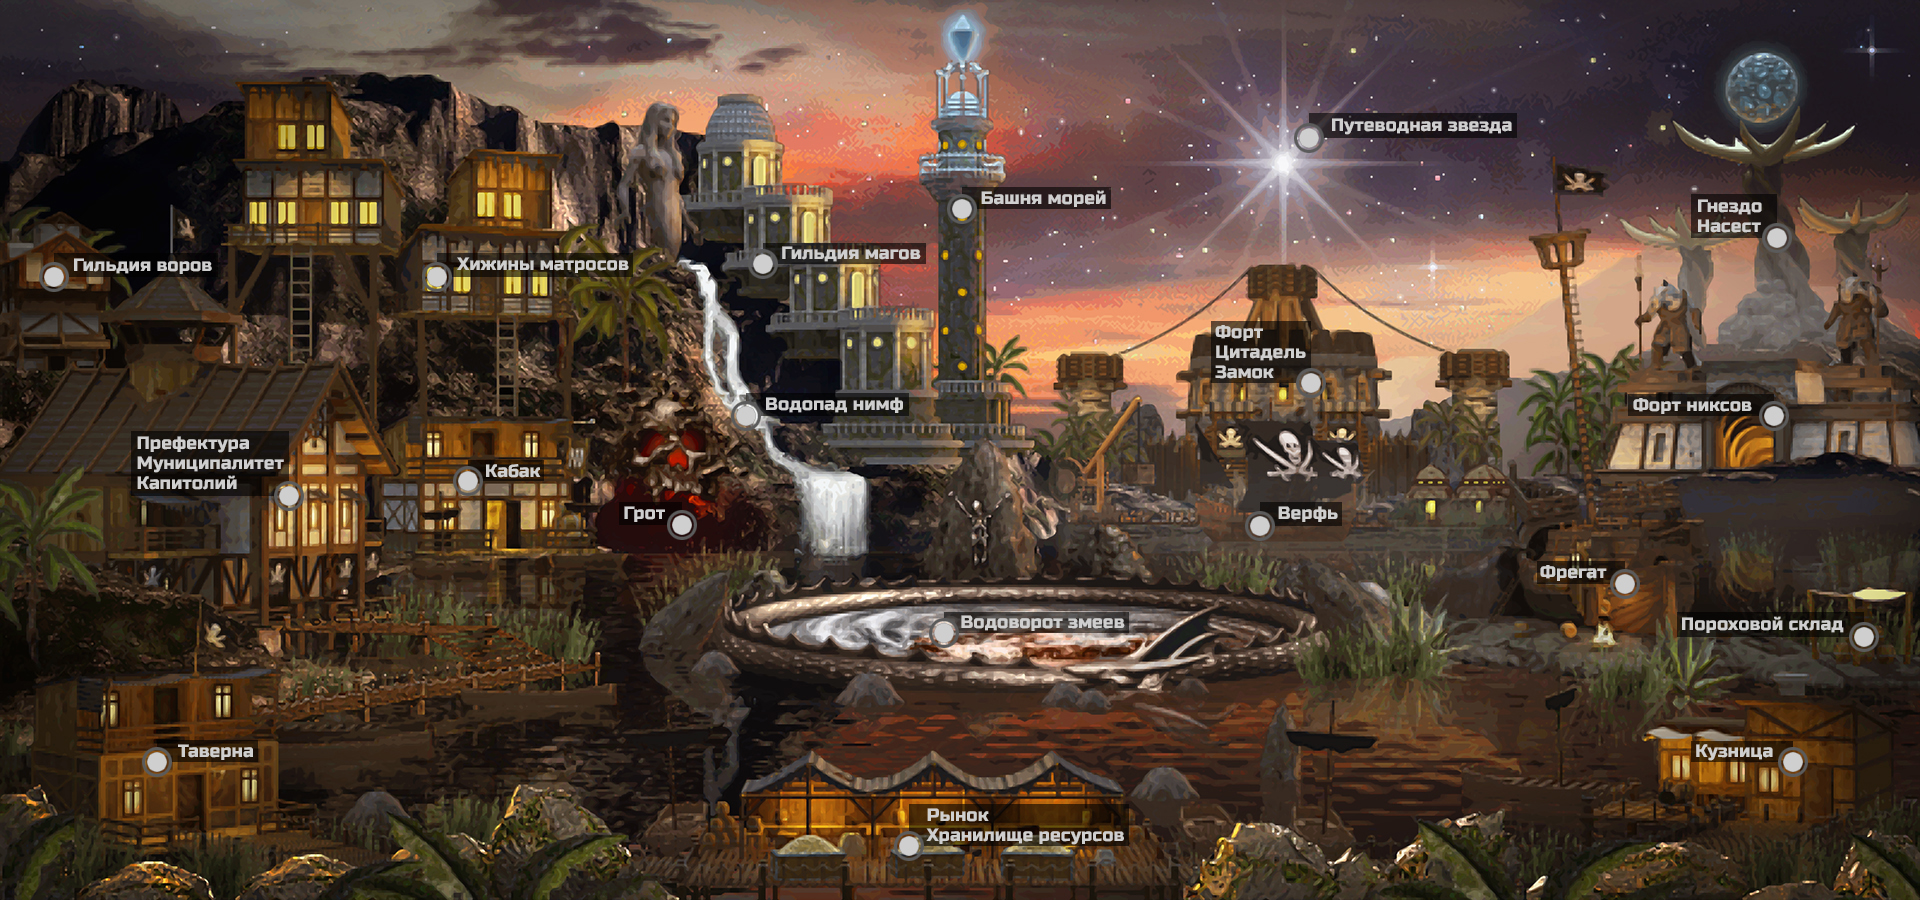 Путеводная звезда
Башня морей
Гнездо
Насест
Гильдия воров
Хижины матросов
Гильдия магов
Форт
Цитадель
Замок
Водопад нимф
Форт никсов
Префектура
Муниципалитет
Капитолий
Кабак
Грот
Верфь
Фрегат
Водоворот змеев
Пороховой склад
Таверна
Кузница
Рынок
Хранилище ресурсов